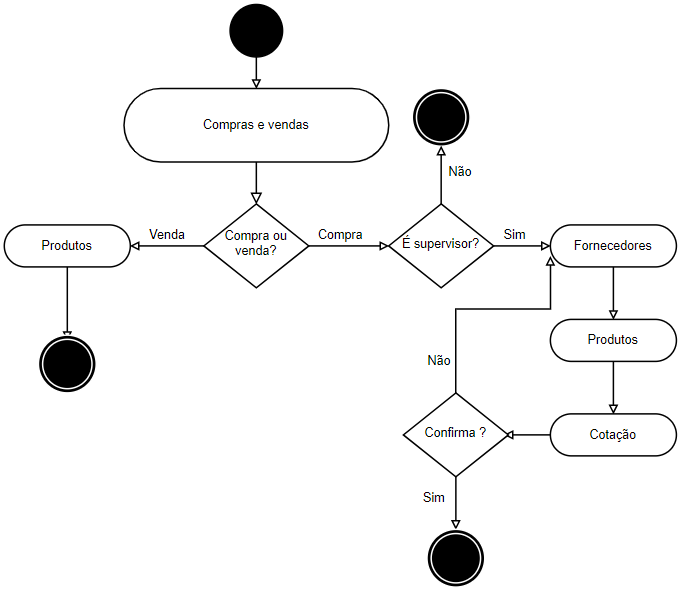 Compras e vendas
Não
Produtos
Venda
Compra ou
venda?
Compra
É supervisor?
Sim
Fornecedores
Produtos
Não
Confirma ?
Cotação
Sim